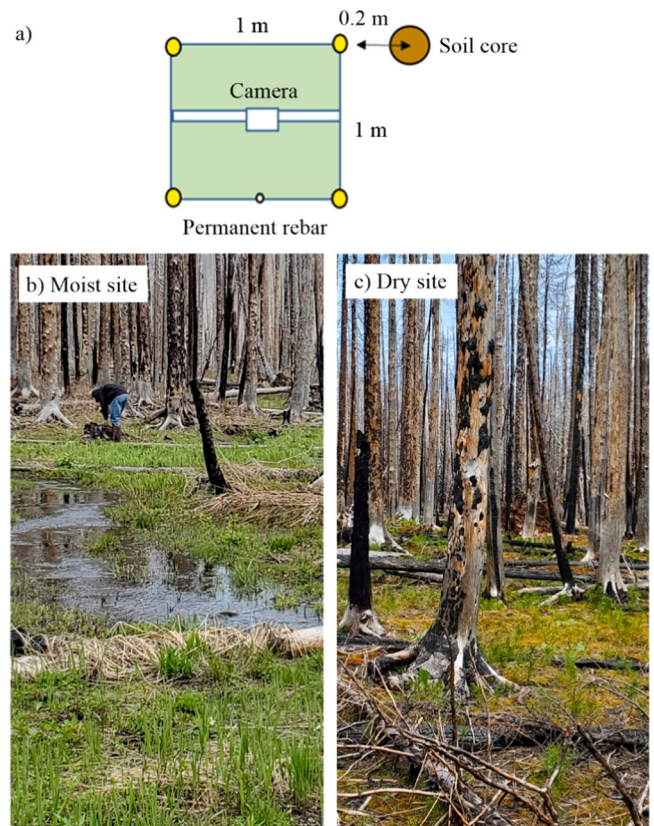 a)
1 m
0.2 m
Soil core
Camera
1 m
Permanent rebar
b) Moist site
c) Dry site